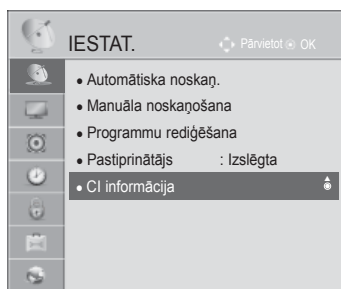 IESTAT.
Pārvietot OK
• Automātiska noskaņ.
• Manuāla noskaņošana
• Programmu rediģēšana
• Pastiprinātājs : Izslēgta
• CI informācija